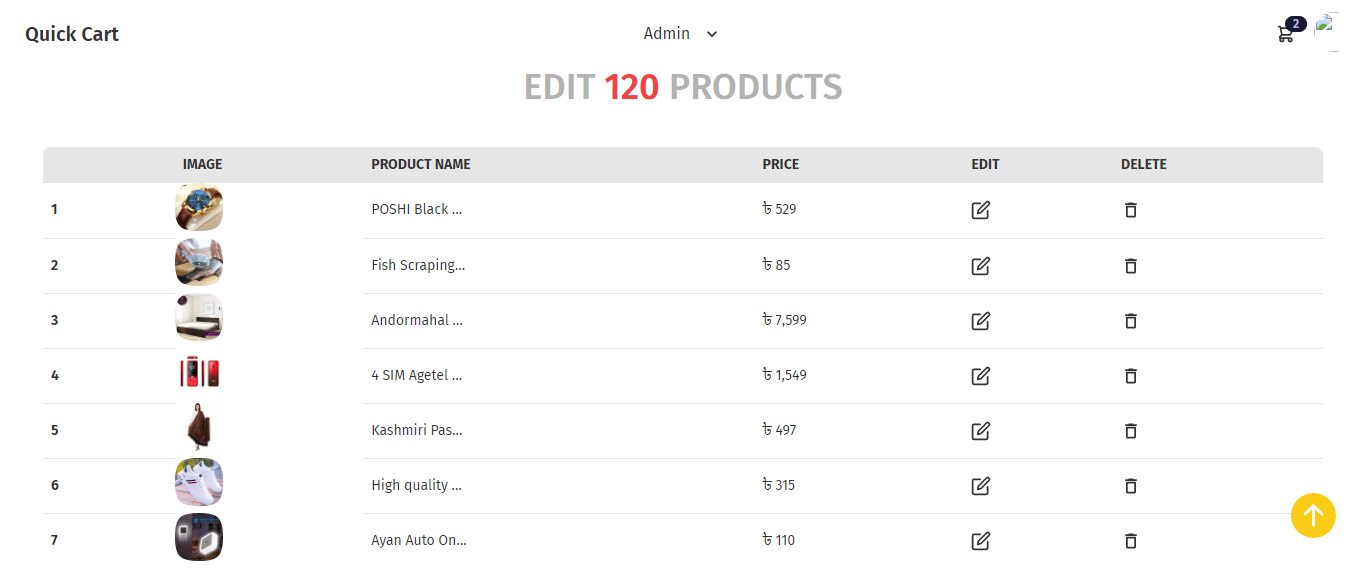 Quick Cart
Admin
2
EDIT 120 PRODUCTS
IMAGE PRODUCT NAME PRICE EDIT DELETE
1 POSHI Black ... ৳ 529
2 Fish Scraping... ৳ 85
3 Andormahal ... ৳ 7,599
4 4 SIM Agetel ... ৳ 1,549
5 Kashmiri Pas... ৳ 497
6 High quality ... ৳ 315
7 Ayan Auto On... ৳ 110